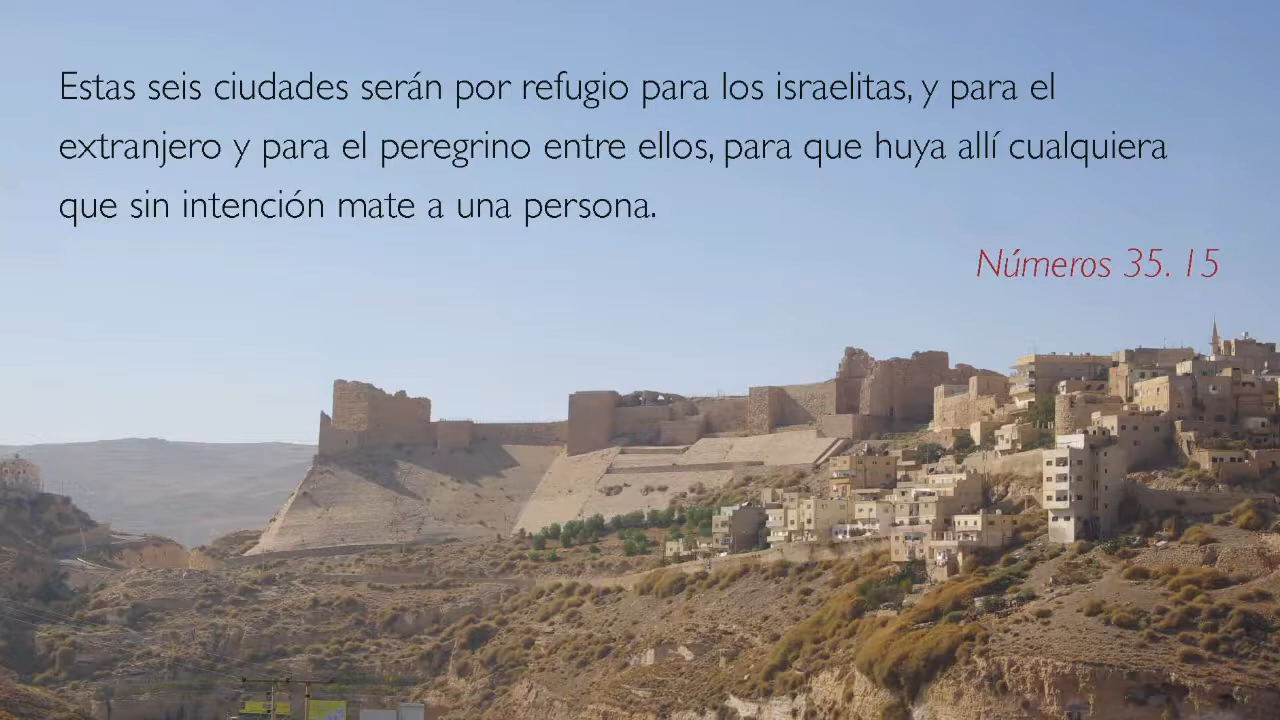 Estas seis ciudades serán por refugio para los israelitas, y para el
extranjero y para el peregrino entre ellos, para que huya allí cualquiera
que sin intención mate a una persona.
Números 35. 15